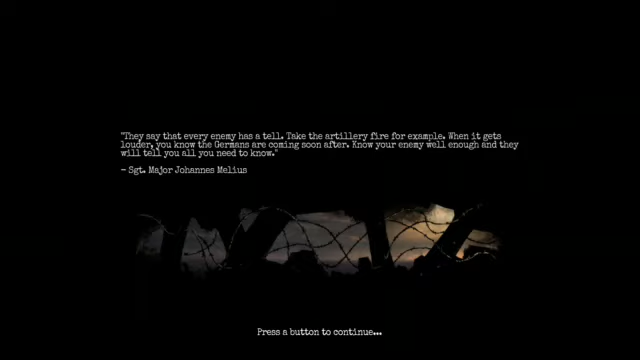 "They say that every enemy has a tell. Take the artillery fire for example. When it gets
louder, you know the Germans are coming soon after. Know your enemy well enough and they
will tell you all you need to know."
- Sgt. Major Johannes Melius
Press a button to continue...